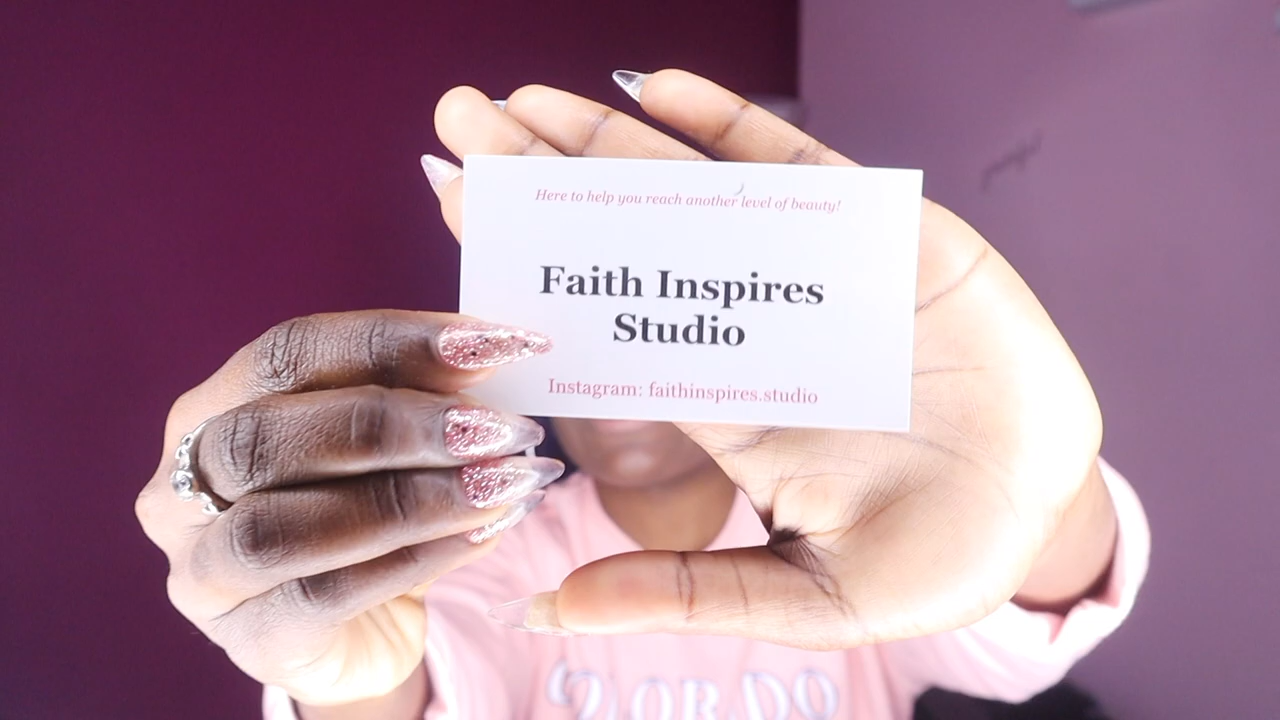 Here to help you reach another level of beauty!
Faith Inspires
Studio
Instagram: faithinspires.studio